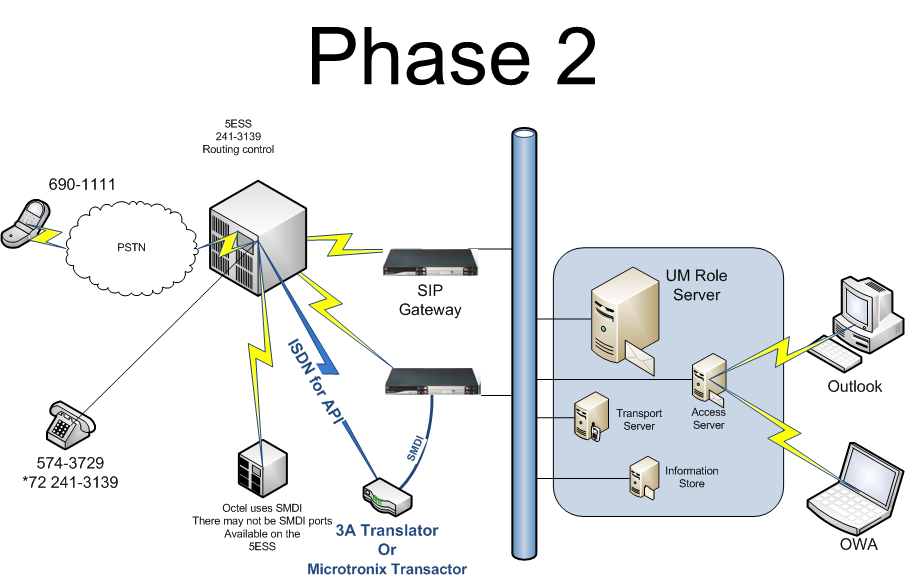 Phase 2
5ESS
241-3139
Routing control
690-1111
PSTN
SIP
Gateway
UM Role
Server
ISDN for API
Outlook
Transport
Server
Access
Server
SMDI
574-3729
*72 241-3139
Information
Store
Octel uses SMDI
There may not be SMDI ports
Available on the
5ESS
3A Translator
Or
Microtronix Transactor
OWA